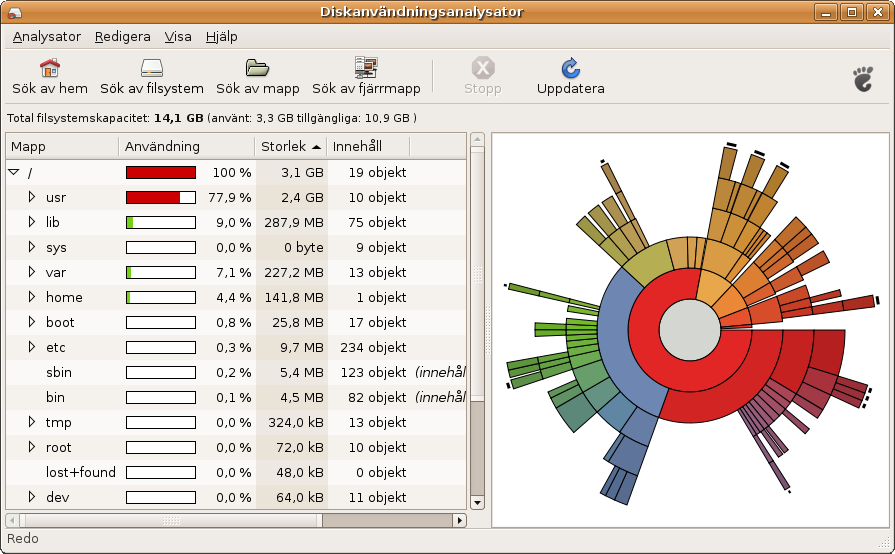 Diskanvändningsanalysator
Analysator Redigera Visa Hjälp
Sök av hem Sök av filsystem Sök av mapp Sök av fjärrmapp Stopp Uppdatera
Total filsystemskapacitet: 14,1 GB (använt: 3,3 GB tillgängliga: 10,9 GB )
Mapp Användning Storlek Innehåll
/ 100 % 3,1 GB 19 objekt
usr 77,9 % 2,4 GB 10 objekt
lib 9,0 % 287,9 MB 75 objekt
sys 0,0 % 0 byte 9 objekt
var 7,1 % 227,2 MB 13 objekt
home 4,4 % 141,8 MB 1 objekt
boot 0,8 % 25,8 MB 17 objekt
etc 0,3 % 9,7 MB 234 objekt
sbin 0,2 % 5,4 MB 123 objekt (innehål
bin 0,1 % 4,5 MB 82 objekt (innehål
tmp 0,0 % 324,0 kB 13 objekt
root 0,0 % 72,0 kB 10 objekt
lost+found 0,0 % 48,0 kB 0 objekt
dev 0,0 % 64,0 kB 11 objekt
Redo